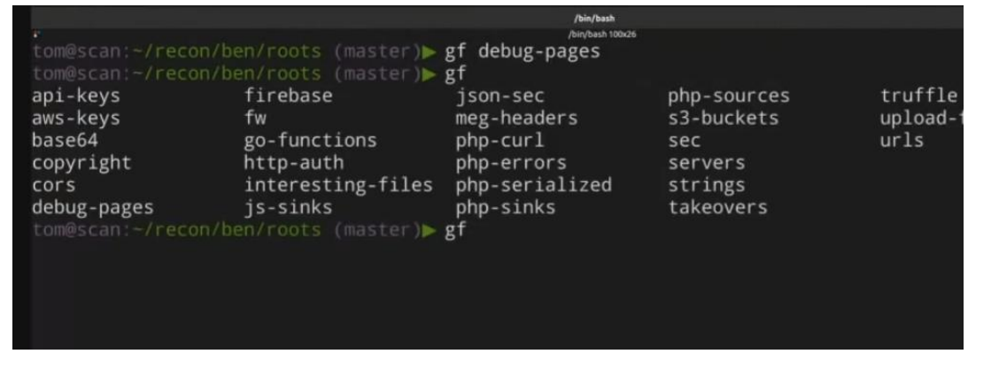 /bin/bash
/bin/bash 100x26
tom@scan:~/recon/ben/roots (master)▶ gf debug-pages
tom@scan:~/recon/ben/roots (master)▶ gf
api-keys firebase json-sec php-sources truffle
aws-keys fw meg-headers s3-buckets upload-f
base64 go-functions php-curl sec urls
copyright http-auth php-errors servers
cors interesting-files php-serialized strings
debug-pages js-sinks php-sinks takeovers
tom@scan:~/recon/ben/roots (master)▶ gf